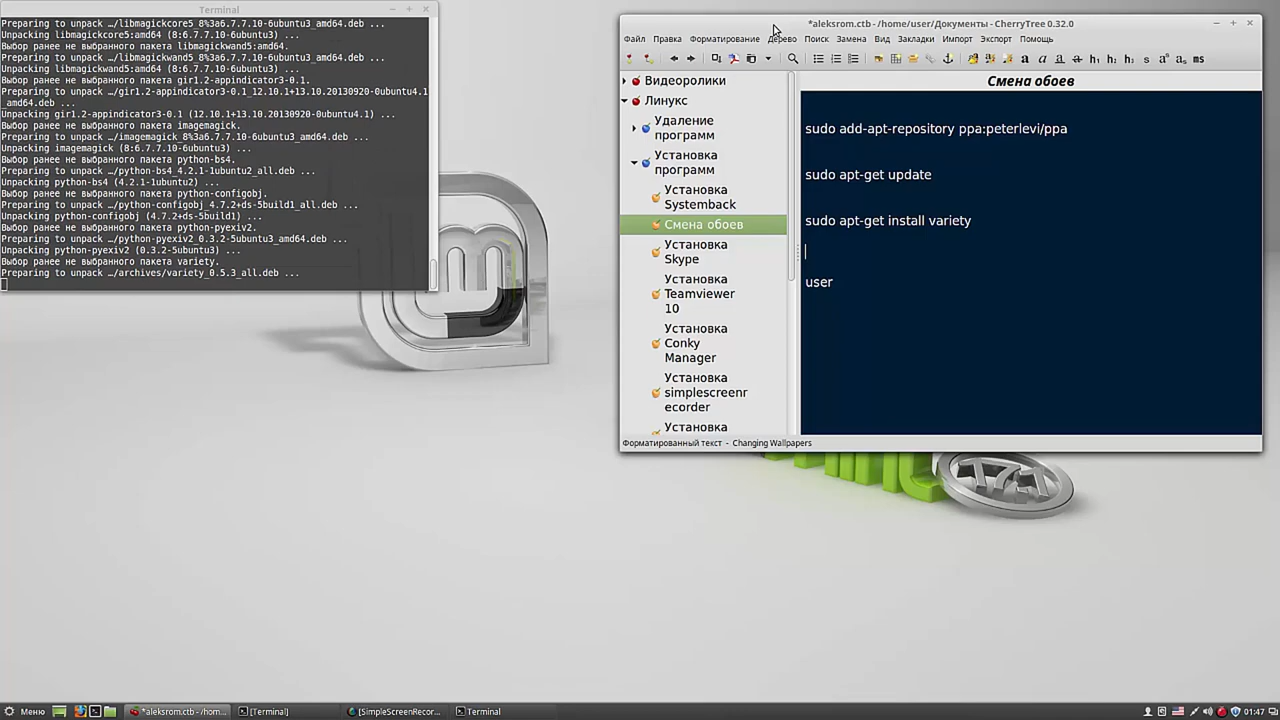 Terminal
Preparing to unpack …/libmagickcore5_8%3a6.7.7.10-6ubuntu3_amd64.deb ...
Unpacking libmagickcore5:amd64 (8:6.7.7.10-6ubuntu3) ...
Выбор ранее не выбранного пакета libmagickwand5:amd64.
Preparing to unpack …/libmagickwand5_8%3a6.7.7.10-6ubuntu3_amd64.deb ...
Unpacking libmagickwand5:amd64 (8:6.7.7.10-6ubuntu3) ...
Выбор ранее не выбранного пакета gir1.2-appindicator3-0.1.
Preparing to unpack …/gir1.2-appindicator3-0.1_12.10.1+13.10.20130920-0ubuntu4.1
_amd64.deb ...
Unpacking gir1.2-appindicator3-0.1 (12.10.1+13.10.20130920-0ubuntu4.1) ...
Выбор ранее не выбранного пакета imagemagick.
Preparing to unpack …/imagemagick_8%3a6.7.7.10-6ubuntu3_amd64.deb ...
Unpacking imagemagick (8:6.7.7.10-6ubuntu3) ...
Выбор ранее не выбранного пакета python-bs4.
Preparing to unpack …/python-bs4_4.2.1-1ubuntu2_all.deb ...
Unpacking python-bs4 (4.2.1-1ubuntu2) ...
Выбор ранее не выбранного пакета python-configobj.
Preparing to unpack …/python-configobj_4.7.2+ds-5build1_all.deb ...
Unpacking python-configobj (4.7.2+ds-5build1) ...
Выбор ранее не выбранного пакета python-pyexiv2.
Preparing to unpack …/python-pyexiv2_0.3.2-5ubuntu3_amd64.deb ...
Unpacking python-pyexiv2 (0.3.2-5ubuntu3) ...
Выбор ранее не выбранного пакета variety.
Preparing to unpack …/archives/variety_0.5.3_all.deb ...
*aleksrom.ctb - /home/user/Документы - CherryTree 0.32.0
Файл Правка Форматирование Дерево Поиск Замена Вид Закладки Импорт Экспорт Помощь
a a a a h₁ h₂ h₃ s aˢ aₛ ms
Видеоролики
Линукс
Удаление
программ
Установка
программ
Установка
Systemback
Смена обоев
Установка
Skype
Установка
Teamviewer
10
Установка
Conky
Manager
Установка
simplescreenr
ecorder
Установка
Смена обоев
sudo add-apt-repository ppa:peterlevi/ppa
sudo apt-get update
sudo apt-get install variety
user
Форматированный текст - Changing Wallpapers
17.1
Меню *aleksrom.ctb - /hom... [Terminal] [SimpleScreenRecor... Terminal 01:47